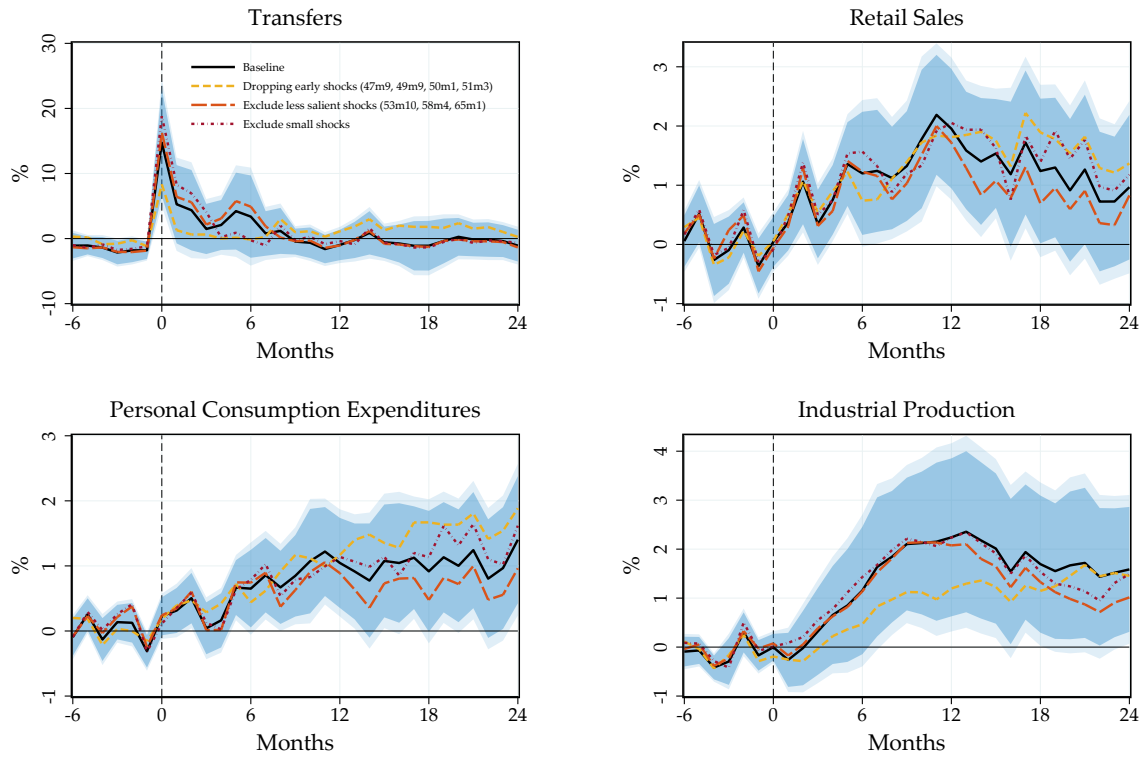 Transfers
30
20
10
0
-10
%
Baseline
Dropping early shocks (47m9, 49m9, 50m1, 51m3)
Exclude less salient shocks (53m10, 58m4, 65m1)
Exclude small shocks
-6 0 6 12 18 24
Months
Retail Sales
3
2
1
0
-1
%
-6 0 6 12 18 24
Months
Personal Consumption Expenditures
3
2
1
0
-1
%
-6 0 6 12 18 24
Months
Industrial Production
4
3
2
1
0
-1
%
-6 0 6 12 18 24
Months